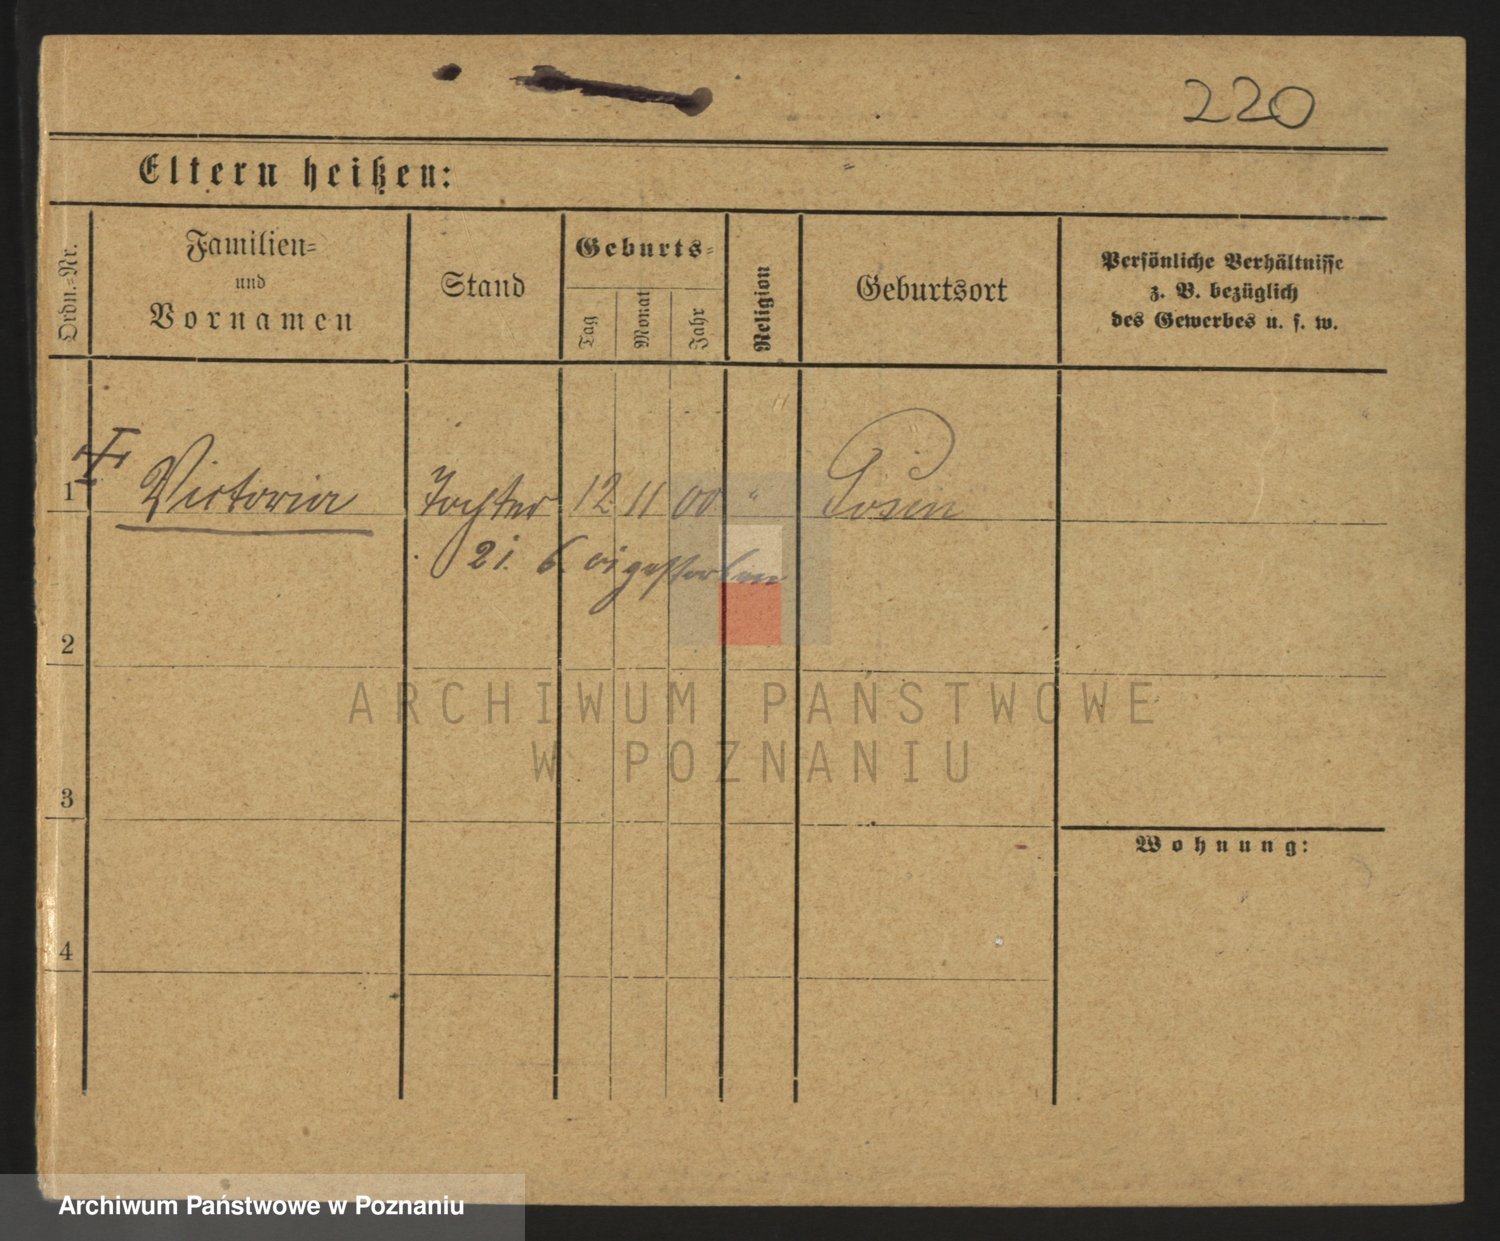 220
Eltern heißen:
Ordn.-Nr.
Familien-
und
Vornamen
Stand
Geburts-
Tag
Monat
Jahr
Religion
Geburtsort
Persönliche Verhältnisse
z. B. bezüglich
des Gewerbes u. s. w.
1 Victoria Tochter 12 11 00 " Posen
21. 6. 01 gestorben
2
3
4
Wohnung:
ARCHIWUM PAŃSTWOWE
W POZNANIU
Archiwum Państwowe w Poznaniu